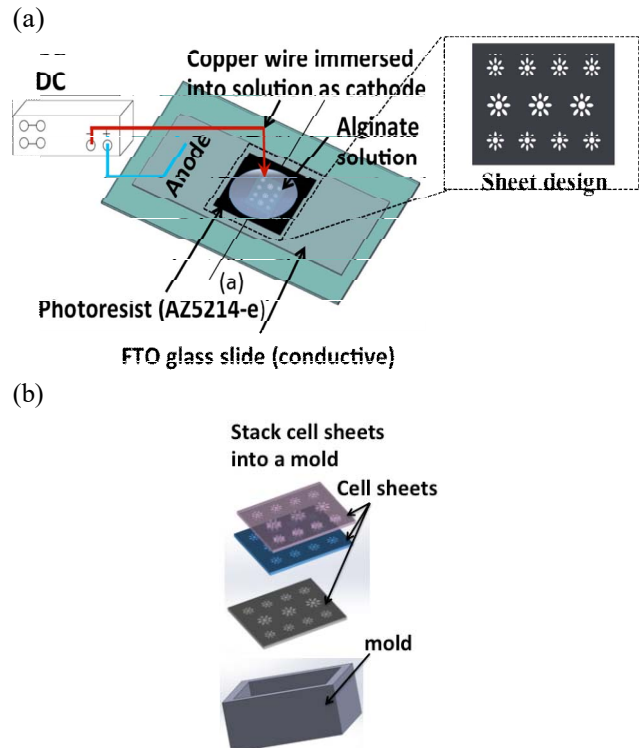 (a)
Copper wire immersed
into solution as cathode
DC
Alginate
solution
Anode
Sheet design
(a)
Photoresist (AZ5214-e)
FTO glass slide (conductive)
(b)
Stack cell sheets
into a mold
Cell sheets
mold